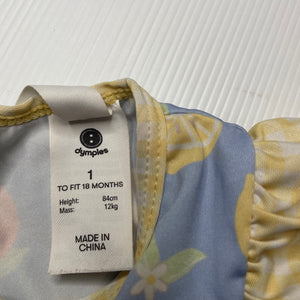 dymples
1
TO FIT 18 MONTHS
Height: 84cm
Mass: 12kg
MADE IN
CHINA